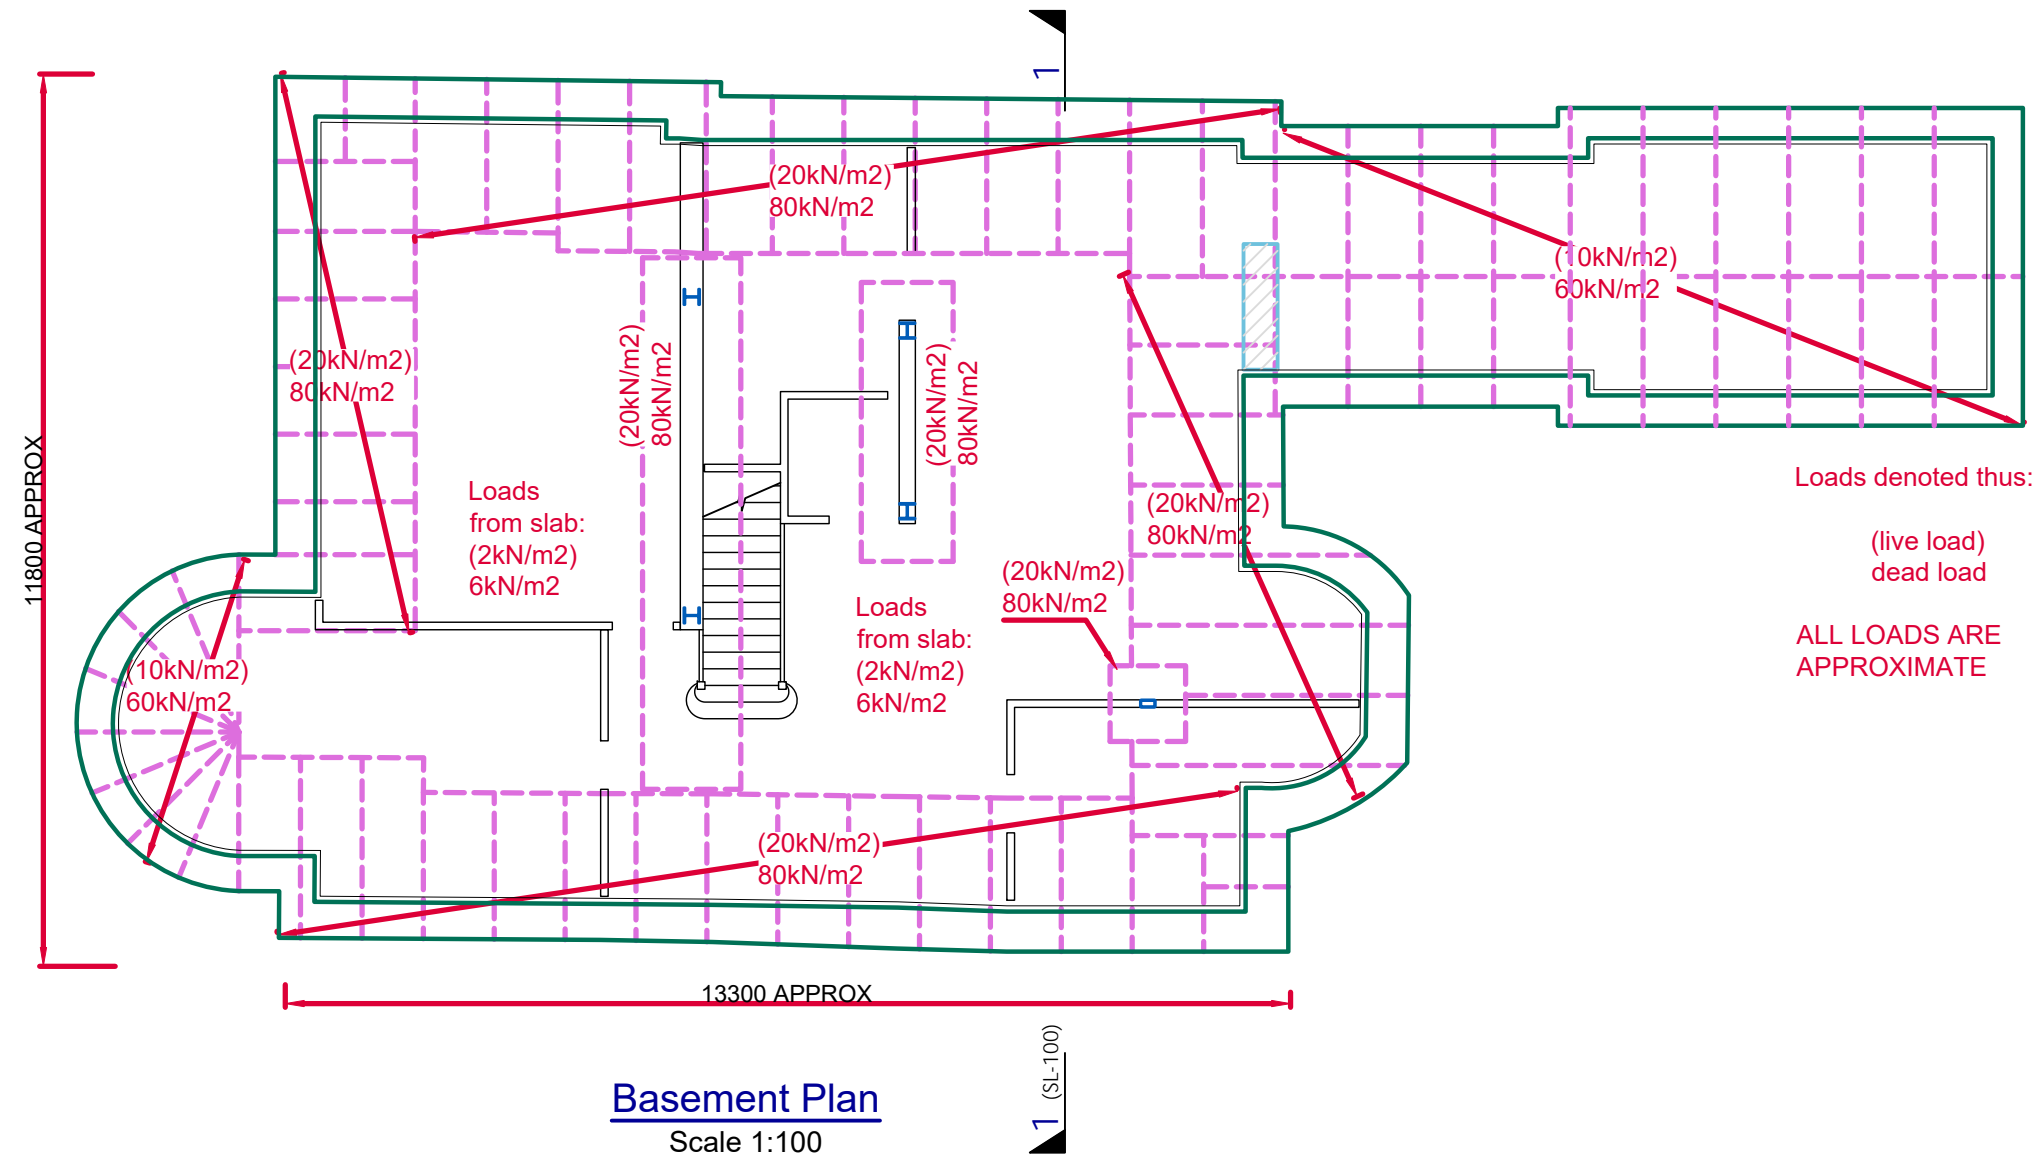 1
(20kN/m2)
80kN/m2
(10kN/m2)
60kN/m2
(20kN/m2)
80kN/m2
(20kN/m2)
80kN/m2
(20kN/m2)
80kN/m2
11800 APPROX
Loads
from slab:
(2kN/m2)
6kN/m2
(20kN/m2)
80kN/m2
Loads denoted thus:
(live load)
dead load
ALL LOADS ARE
APPROXIMATE
(20kN/m2)
80kN/m2
Loads
from slab:
(2kN/m2)
6kN/m2
(10kN/m2)
60kN/m2
(20kN/m2)
80kN/m2
13300 APPROX
Basement Plan
Scale 1:100
1 (SL-100)